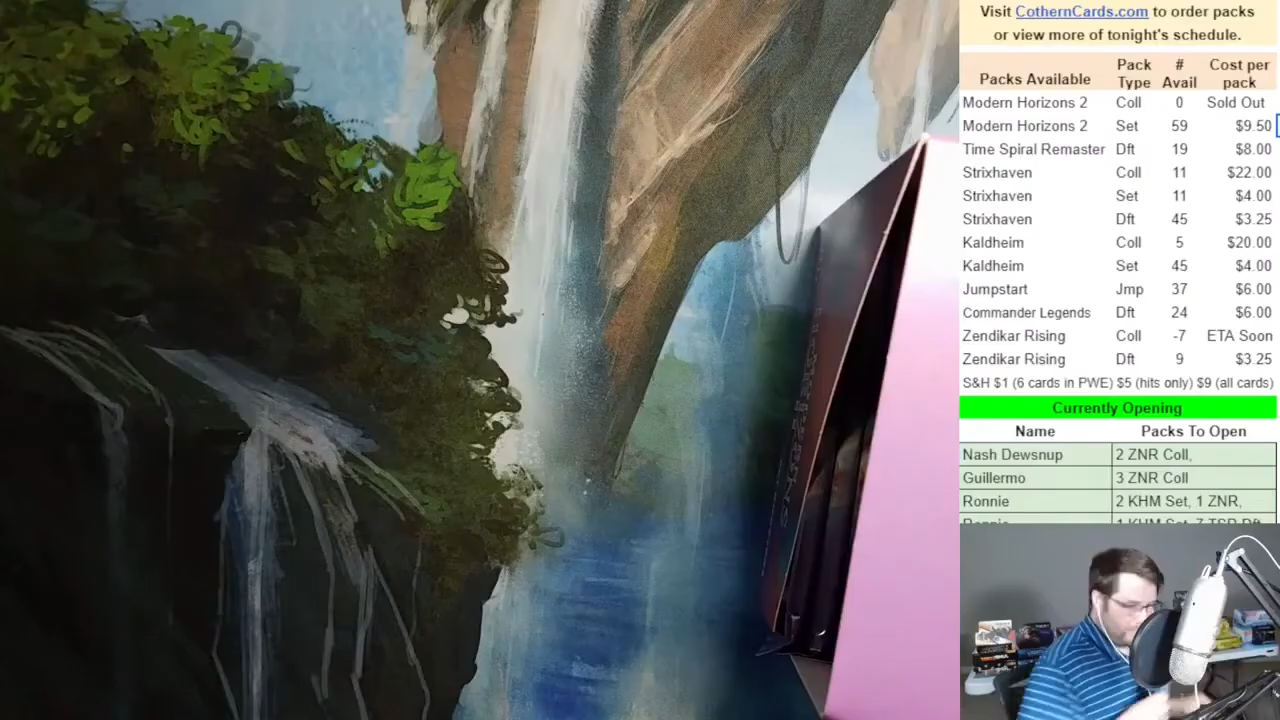 Visit CothernCards.com to order packs
or view more of tonight's schedule.
Packs Available Pack Type # Avail Cost per pack
Modern Horizons 2 Coll 0 Sold Out
Modern Horizons 2 Set 59 $9.50
Time Spiral Remaster Dft 19 $8.00
Strixhaven Coll 11 $22.00
Strixhaven Set 11 $4.00
Strixhaven Dft 45 $3.25
Kaldheim Coll 5 $20.00
Kaldheim Set 45 $4.00
Jumpstart Jmp 37 $6.00
Commander Legends Dft 24 $6.00
Zendikar Rising Coll -7 ETA Soon
Zendikar Rising Dft 9 $3.25
S&H $1 (6 cards in PWE) $5 (hits only) $9 (all cards)
Currently Opening
Name Packs To Open
Nash Dewsnup 2 ZNR Coll,
Guillermo 3 ZNR Coll
Ronnie 2 KHM Set, 1 ZNR,